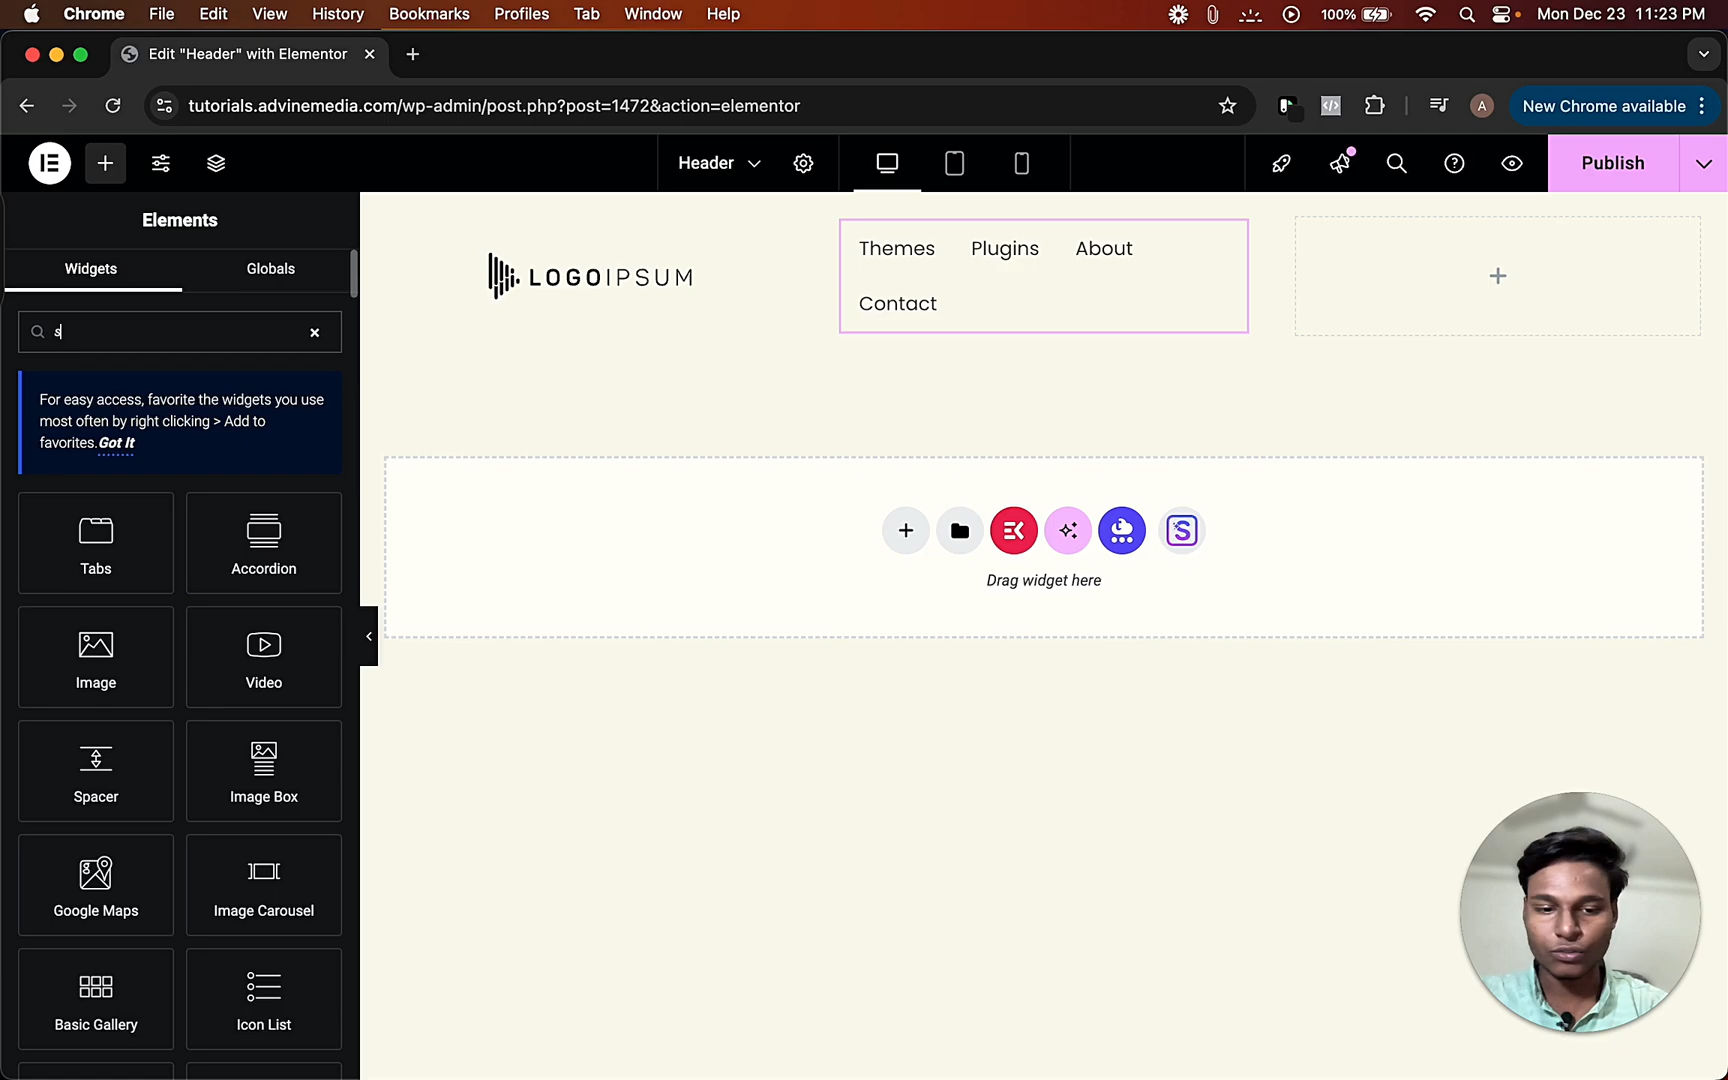 Chrome File Edit View History Bookmarks Profiles Tab Window Help 100% Mon Dec 23 11:23 PM
Edit "Header" with Elementor
tutorials.advinemedia.com/wp-admin/post.php?post=1472&action=elementor A New Chrome available
Header Publish
Elements
Widgets Globals
s
For easy access, favorite the widgets you use
most often by right clicking > Add to
favorites. Got It
Tabs Accordion
Image Video
Spacer Image Box
Google Maps Image Carousel
Basic Gallery Icon List
LOGOIPSUM
Themes Plugins About
Contact
Drag widget here